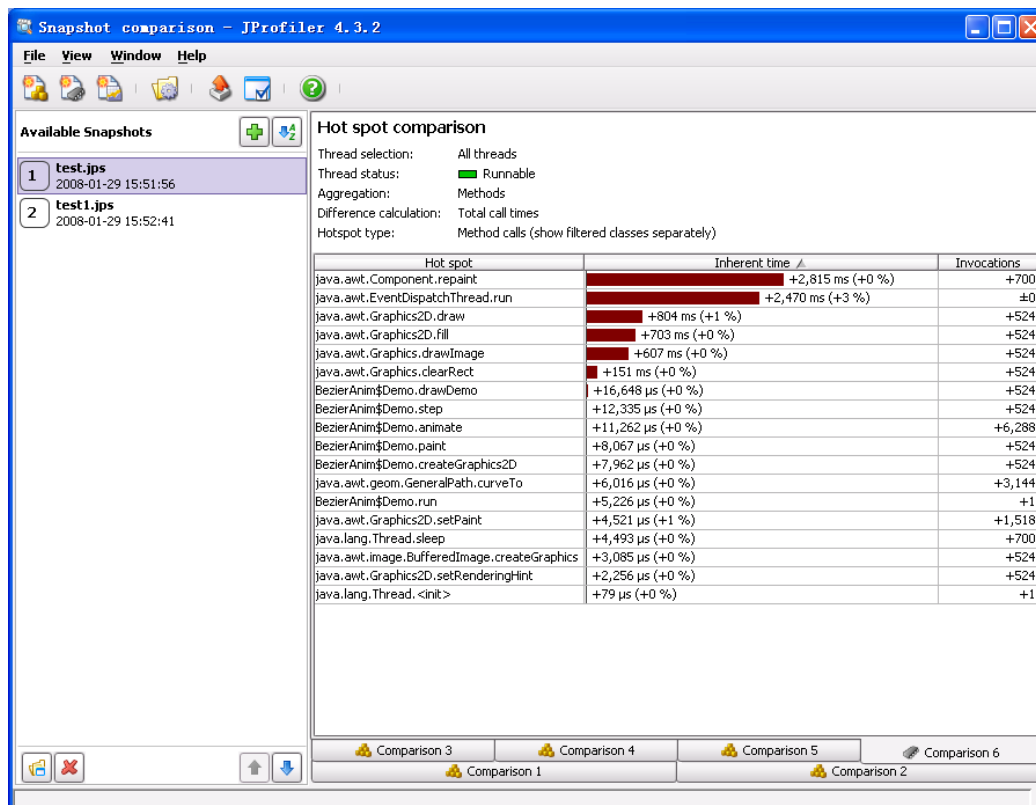 Snapshot comparison - JProfiler 4.3.2
File View Window Help
Available Snapshots
1 test.jps
2008-01-29 15:51:56
2 test1.jps
2008-01-29 15:52:41
Hot spot comparison
Thread selection: All threads
Thread status: Runnable
Aggregation: Methods
Difference calculation: Total call times
Hotspot type: Method calls (show filtered classes separately)
Hot spot Inherent time Invocations
java.awt.Component.repaint +2,815 ms (+0 %) +700
java.awt.EventDispatchThread.run +2,470 ms (+3 %) ±0
java.awt.Graphics2D.draw +804 ms (+1 %) +524
java.awt.Graphics2D.fill +703 ms (+0 %) +524
java.awt.Graphics.drawImage +607 ms (+0 %) +524
java.awt.Graphics.clearRect +151 ms (+0 %) +524
BezierAnim$Demo.drawDemo +16,648 µs (+0 %) +524
BezierAnim$Demo.step +12,335 µs (+0 %) +524
BezierAnim$Demo.animate +11,262 µs (+0 %) +6,288
BezierAnim$Demo.paint +8,067 µs (+0 %) +524
BezierAnim$Demo.createGraphics2D +7,962 µs (+0 %) +524
java.awt.geom.GeneralPath.curveTo +6,016 µs (+0 %) +3,144
BezierAnim$Demo.run +5,226 µs (+0 %) +1
java.awt.Graphics2D.setPaint +4,521 µs (+1 %) +1,518
java.lang.Thread.sleep +4,493 µs (+0 %) +700
java.awt.image.BufferedImage.createGraphics +3,085 µs (+0 %) +524
java.awt.Graphics2D.setRenderingHint +2,256 µs (+0 %) +524
java.lang.Thread.<init> +79 µs (+0 %) +1
Comparison 3 Comparison 4 Comparison 5 Comparison 6
Comparison 1 Comparison 2